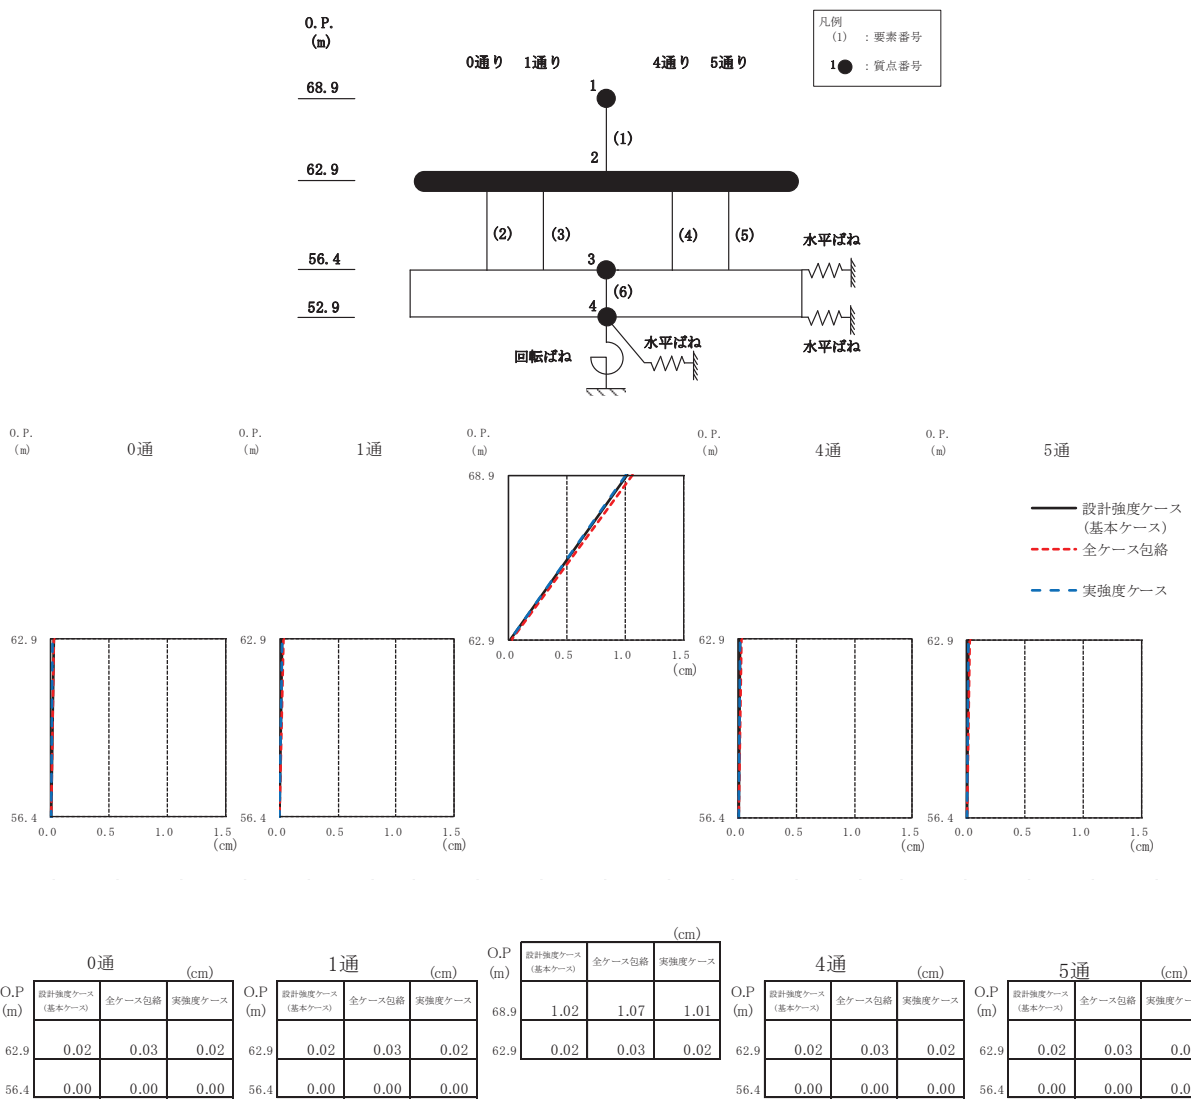 O.P.
(m)
凡例
(1) : 要素番号
1 : 質点番号
0通り 1通り 4通り 5通り
68.9
1
(1)
62.9
2
(2) (3) (4) (5)
水平ばね
56.4
3
(6)
52.9
4
水平ばね
水平ばね
回転ばね
O.P.
(m)
0通
62.9
56.4
0.0 0.5 1.0 1.5
(cm)
O.P.
(m)
1通
62.9
56.4
0.0 0.5 1.0 1.5
(cm)
O.P.
(m)
68.9
62.9
0.0 0.5 1.0 1.5
(cm)
O.P.
(m)
4通
62.9
56.4
0.0 0.5 1.0 1.5
(cm)
O.P.
(m)
5通
62.9
56.4
0.0 0.5 1.0 1.5
(cm)
設計強度ケース
(基本ケース)
全ケース包絡
実強度ケース
0通 (cm)
O.P
(m)
設計強度ケース
(基本ケース)
全ケース包絡 実強度ケース
62.9 0.02 0.03 0.02
56.4 0.00 0.00 0.00
1通 (cm)
O.P
(m)
設計強度ケース
(基本ケース)
全ケース包絡 実強度ケース
62.9 0.02 0.03 0.02
56.4 0.00 0.00 0.00
(cm)
O.P
(m)
設計強度ケース
(基本ケース)
全ケース包絡 実強度ケース
68.9 1.02 1.07 1.01
62.9 0.02 0.03 0.02
4通 (cm)
O.P
(m)
設計強度ケース
(基本ケース)
全ケース包絡 実強度ケース
62.9 0.02 0.03 0.02
56.4 0.00 0.00 0.00
5通 (cm)
O.P
(m)
設計強度ケース
(基本ケース)
全ケース包絡 実強度ケー
62.9 0.02 0.03 0.0
56.4 0.00 0.00 0.0